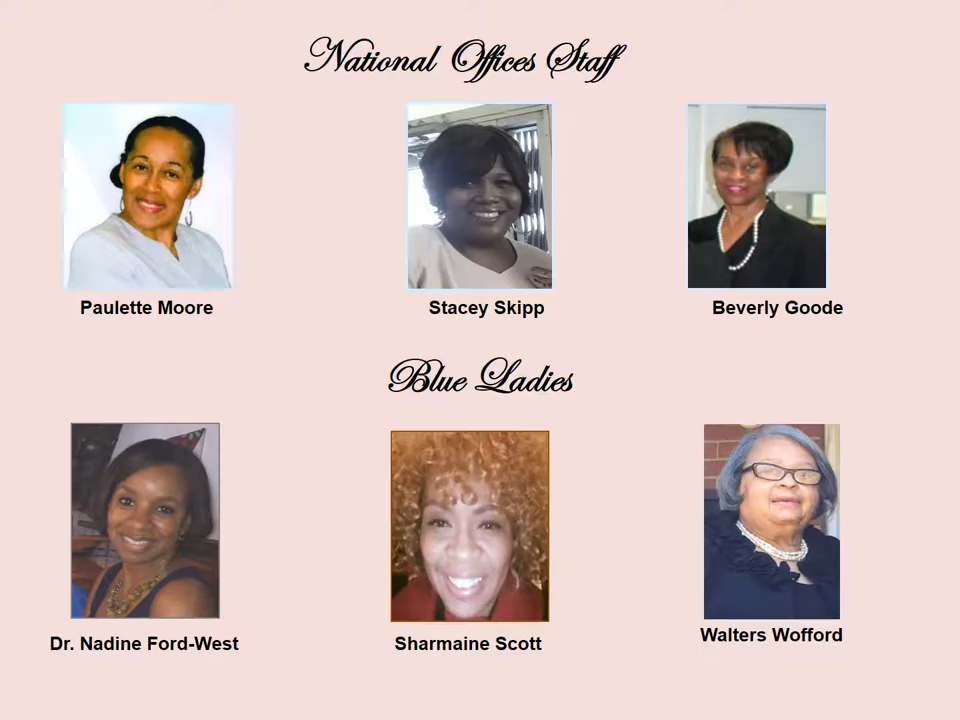 National Offices Staff
Paulette Moore
Stacey Skipp
Beverly Goode
Blue Ladies
Dr. Nadine Ford-West
Sharmaine Scott
Walters Wofford